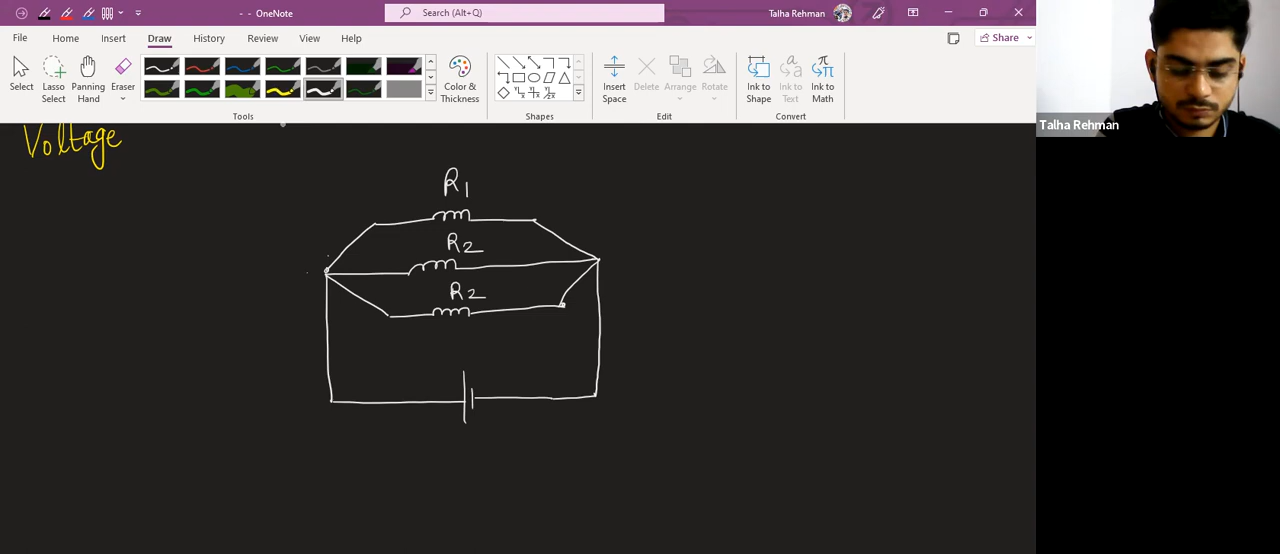 - - OneNote
Search (Alt+Q)
Talha Rehman
File Home Insert Draw History Review View Help
Share
Select
Lasso Select
Panning Hand
Eraser
Color & Thickness
Insert Space
Delete
Arrange
Rotate
Ink to Shape
Ink to Text
Ink to Math
Tools
Shapes
Edit
Convert
Talha Rehman
Voltage
R1
R2
R2